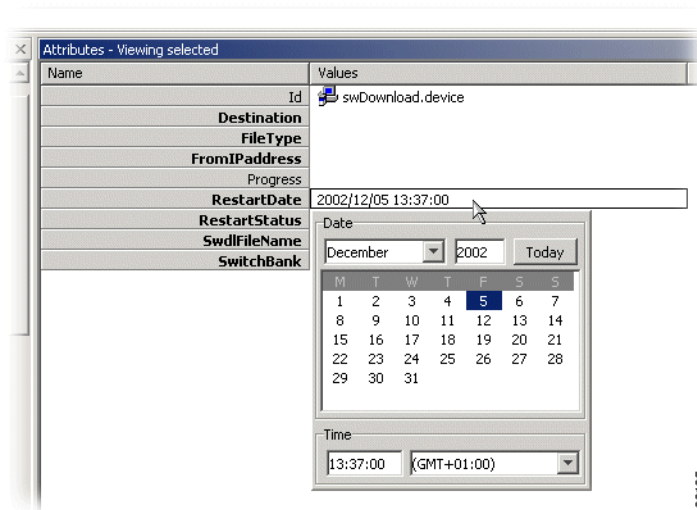 Attributes - Viewing selected
Name Values
Id swDownload.device
Destination
FileType
FromIPaddress
Progress
RestartDate 2002/12/05 13:37:00
RestartStatus
SwdlFileName
SwitchBank
Date
December 2002 Today
M T W T F S S
1 2 3 4 5 6 7
8 9 10 11 12 13 14
15 16 17 18 19 20 21
22 23 24 25 26 27 28
29 30 31
Time
13:37:00 (GMT+01:00)